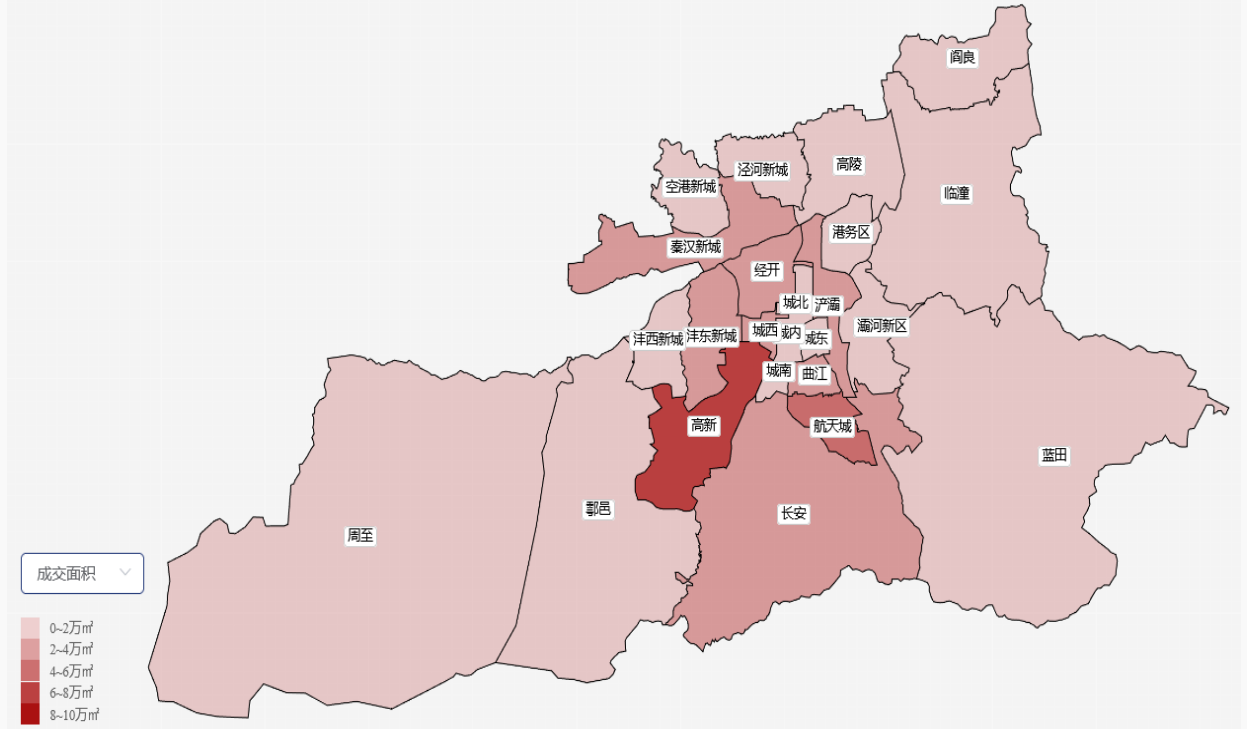 阎良
高陵
泾河新城
空港新城
临潼
港务区
秦汉新城
经开
城北
浐灞
灞河新区
城西
城内
城东
沣东新城
沣西新城
城南
曲江
高新
航天城
蓝田
鄠邑
长安
周至
成交面积
0~2万㎡
2~4万㎡
4~6万㎡
6~8万㎡
8~10万㎡